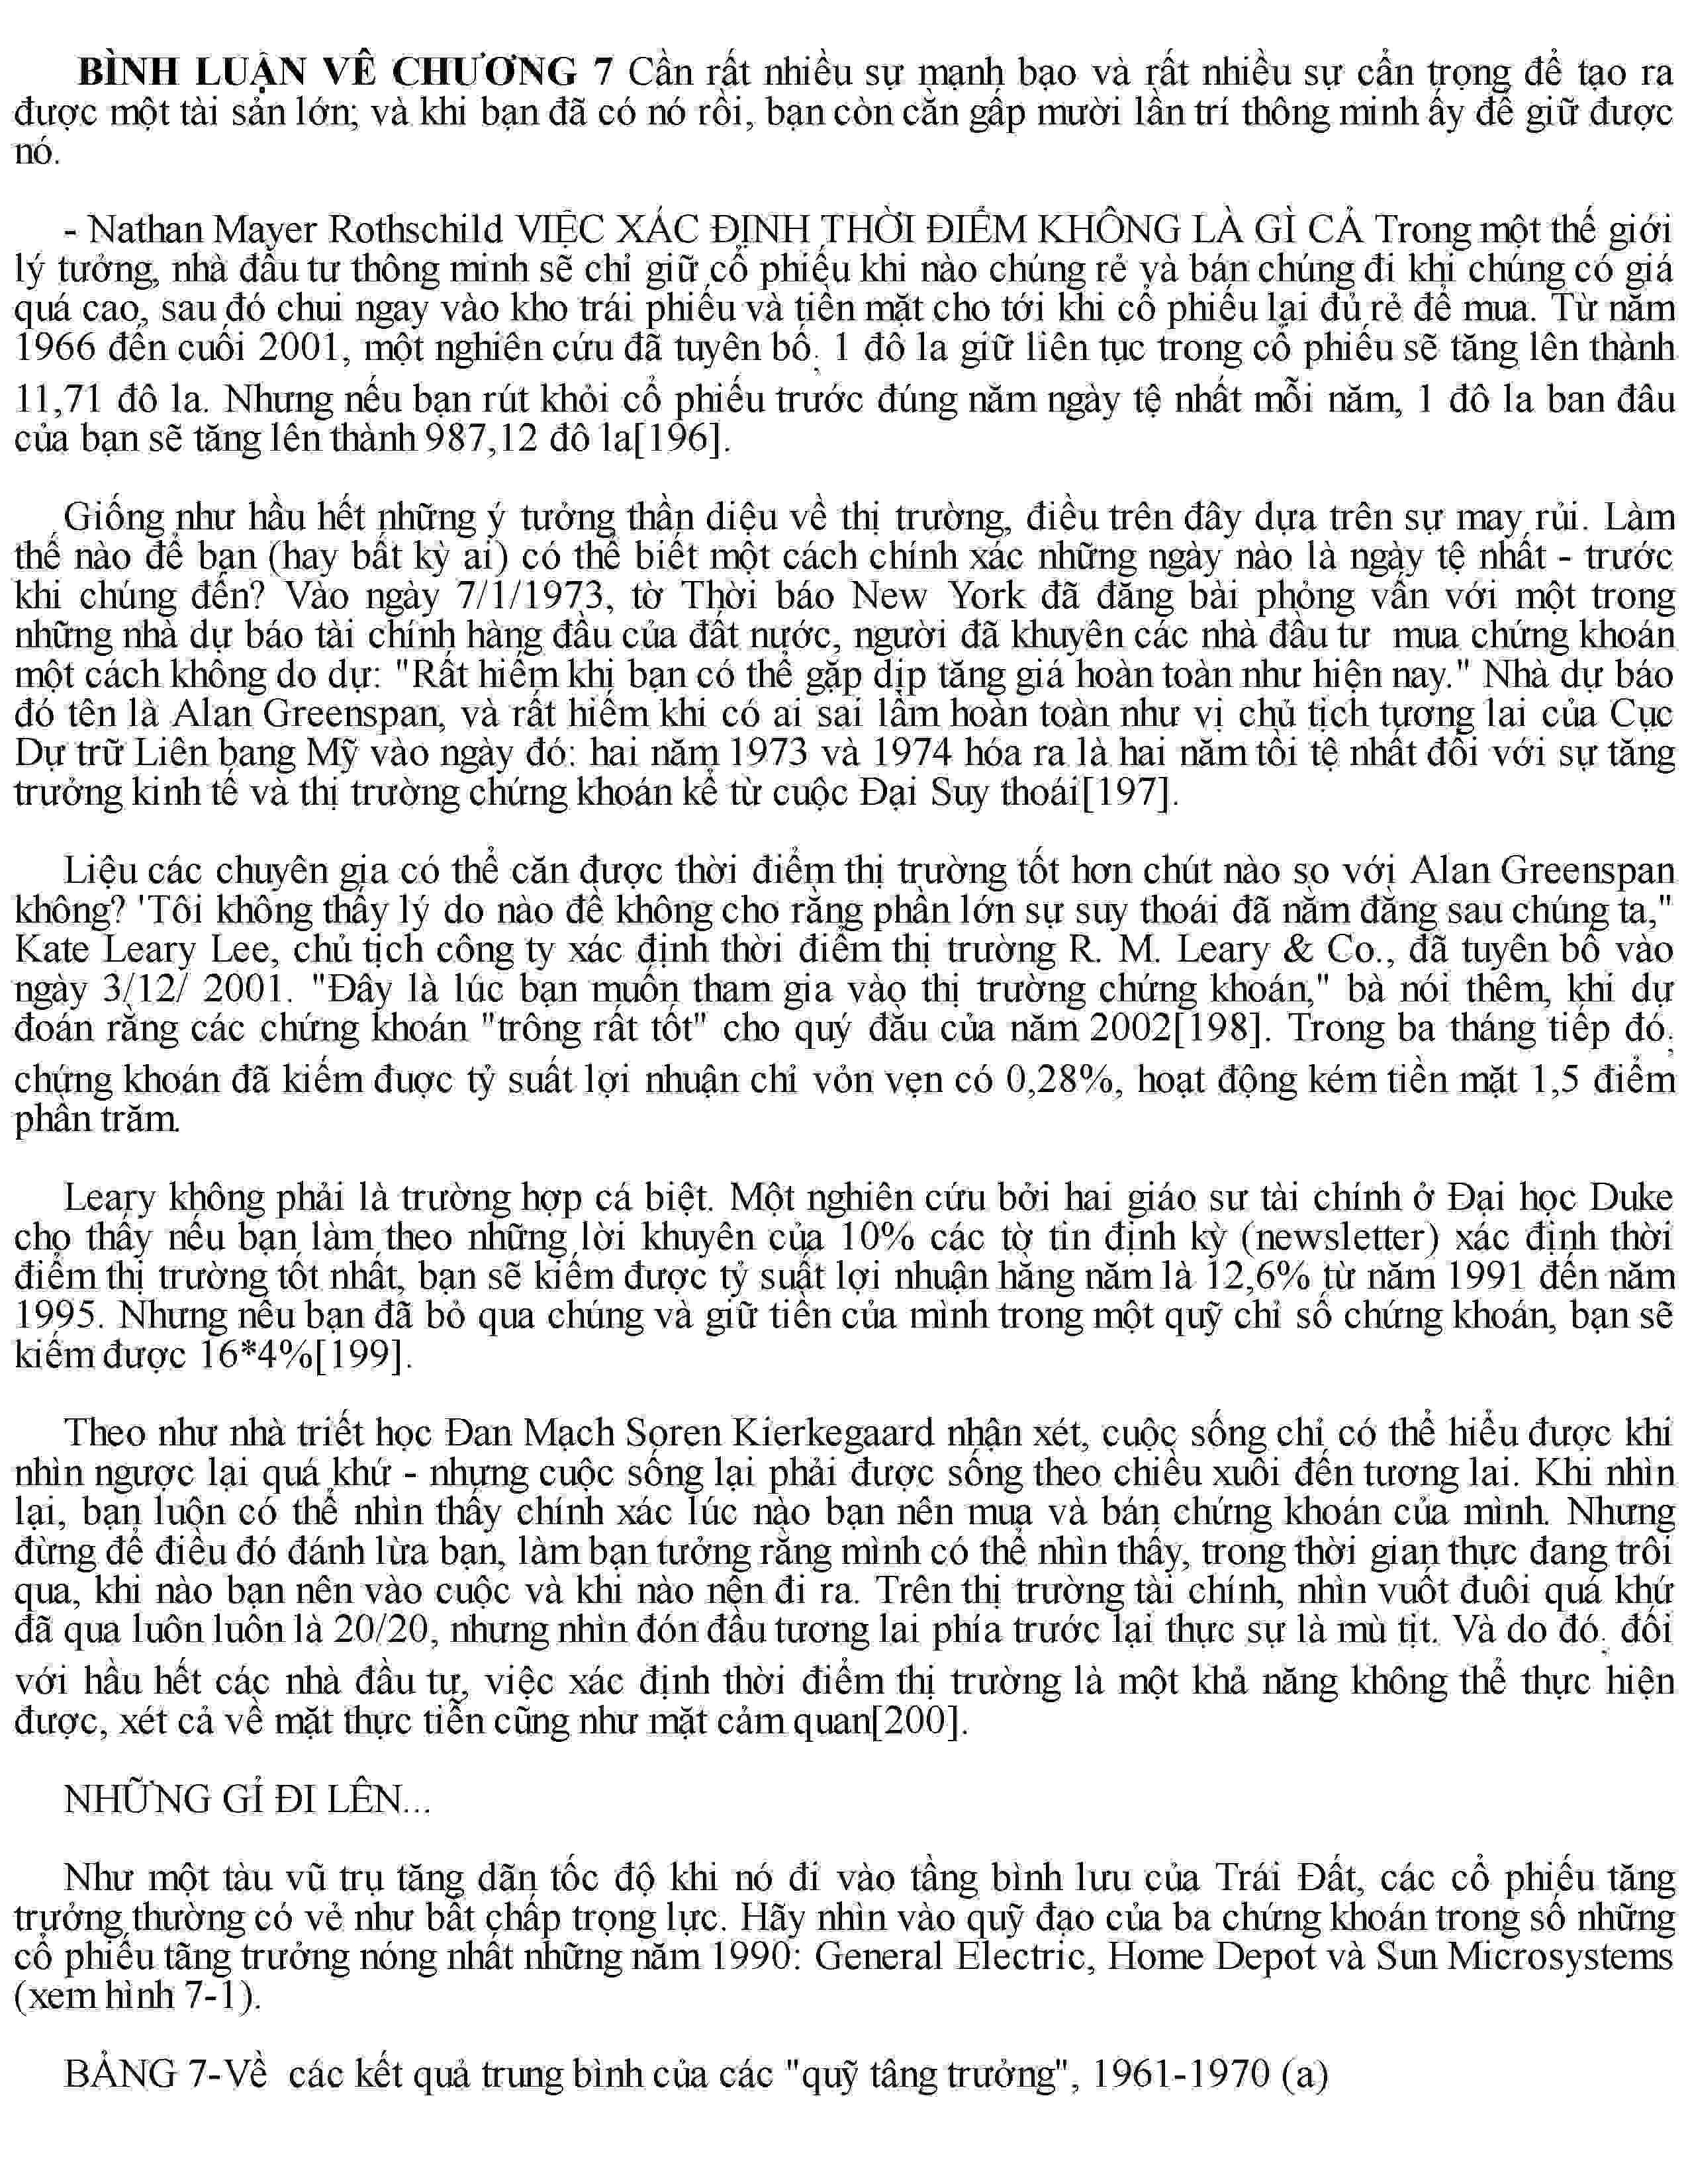 BÌNH LUẬN VÊ CHƯƠNG 7 Cần rất nhiều sự mạnh bạo và rất nhiều sự cẩn trọng để tạo ra
được một tài sản lớn; và khi bạn đã có nó rồi, bạn còn cần gấp mười lần trí thông minh ấy để giữ được
nó.
- Nathan Mayer Rothschild VIỆC XÁC ĐỊNH THỜI ĐIỂM KHÔNG LÀ GÌ CẢ Trong một thế giới
lý tưởng, nhà đầu tư thông minh sẽ chỉ giữ cổ phiếu khi nào chúng rẻ và bán chúng đi khi chúng có giá
quá cao, sau đó chui ngay vào kho trái phiếu và tiền mặt cho tới khi cổ phiếu lại đủ rẻ để mua. Từ năm
1966 đến cuối 2001, một nghiên cứu đã tuyên bố; 1 đô la giữ liên tục trong cổ phiếu sẽ tăng lên thành
11,71 đô la. Nhưng nếu bạn rút khỏi cổ phiếu trước đúng năm ngày tệ nhất mỗi năm, 1 đô la ban đâu
của bạn sẽ tăng lên thành 987,12 đô la[196].
Giống như hầu hết những ý tưởng thần diệu về thị trường, điều trên đây dựa trên sự may rủi. Làm
thế nào để bạn (hay bất kỳ ai) có thể biết một cách chính xác những ngày nào là ngày tệ nhất - trước
khi chúng đến? Vào ngày 7/1/1973, tờ Thời báo New York đã đăng bài phỏng vấn với một trong
những nhà dự báo tài chính hàng đầu của đất nước, người đã khuyên các nhà đầu tư mua chứng khoán
một cách không do dự: "Rất hiếm khi bạn có thể gặp dịp tăng giá hoàn toàn như hiện nay." Nhà dự báo
đó tên là Alan Greenspan, và rất hiếm khi có ai sai lầm hoàn toàn như vị chủ tịch tương lai của Cục
Dự trữ Liên bang Mỹ vào ngày đó: hai năm 1973 và 1974 hóa ra là hai năm tồi tệ nhất đối với sự tăng
trưởng kinh tế và thị trường chứng khoán kể từ cuộc Đại Suy thoái[197].
Liệu các chuyên gia có thể căn được thời điểm thị trường tốt hơn chút nào so với Alan Greenspan
không? 'Tôi không thấy lý do nào để không cho rằng phần lớn sự suy thoái đã nằm đằng sau chúng ta,"
Kate Leary Lee, chủ tịch công ty xác định thời điểm thị trường R. M. Leary & Co., đã tuyên bố vào
ngày 3/12/ 2001. "Đây là lúc bạn muốn tham gia vào thị trường chứng khoán," bà nói thêm, khi dự
đoán rằng các chứng khoán "trông rất tốt" cho quý đầu của năm 2002[198]. Trong ba tháng tiếp đó;
chứng khoán đã kiếm đuợc tỷ suất lợi nhuận chỉ vỏn vẹn có 0,28%, hoạt động kém tiền mặt 1,5 điểm
phần trăm.
Leary không phải là trường hợp cá biệt. Một nghiên cứu bởi hai giáo sư tài chính ở Đại học Duke
cho thấy nếu bạn làm theo những lời khuyên của 10% các tờ tin định kỳ (newsletter) xác định thời
điểm thị trường tốt nhất, bạn sẽ kiếm được tỷ suất lợi nhuận hằng năm là 12,6% từ năm 1991 đến năm
1995. Nhưng nếu bạn đã bỏ qua chúng và giữ tiền của mình trong một quỹ chỉ số chứng khoán, bạn sẽ
kiếm được 16*4%[199].
Theo như nhà triết học Đan Mạch Soren Kierkegaard nhận xét, cuộc sống chỉ có thể hiểu được khi
nhìn ngược lại quá khứ - nhưng cuộc sống lại phải được sống theo chiều xuôi đến tương lai. Khi nhìn
lại, bạn luôn có thể nhìn thấy chính xác lúc nào bạn nên mua và bán chứng khoán của mình. Nhưng
đừng để điều đó đánh lừa bạn, làm bạn tưởng rằng mình có thể nhìn thấy, trong thời gian thực đang trôi
qua, khi nào bạn nên vào cuộc và khi nào nên đi ra. Trên thị trường tài chính, nhìn vuốt đuôi quá khứ
đã qua luôn luôn là 20/20, nhưng nhìn đón đầu tương lai phía trước lại thực sự là mù tịt. Và do đó; đối
với hầu hết các nhà đầu tư, việc xác định thời điểm thị trường là một khả năng không thể thực hiện
được, xét cả về mặt thực tiễn cũng như mặt cảm quan[200].
NHỮNG GỈ ĐI LÊN...
Như một tàu vũ trụ tăng dãn tốc độ khi nó đi vào tầng bình lưu của Trái Đất, các cổ phiếu tăng
trưởng thường có vẻ như bất chấp trọng lực. Hãy nhìn vào quỹ đạo của ba chứng khoán trong số những
cổ phiếu tãng trưởng nóng nhất những năm 1990: General Electric, Home Depot và Sun Microsystems
(xem hình 7-1).
BẢNG 7-Về các kết quả trung bình của các "quỹ tâng trưởng", 1961-1970 (a)